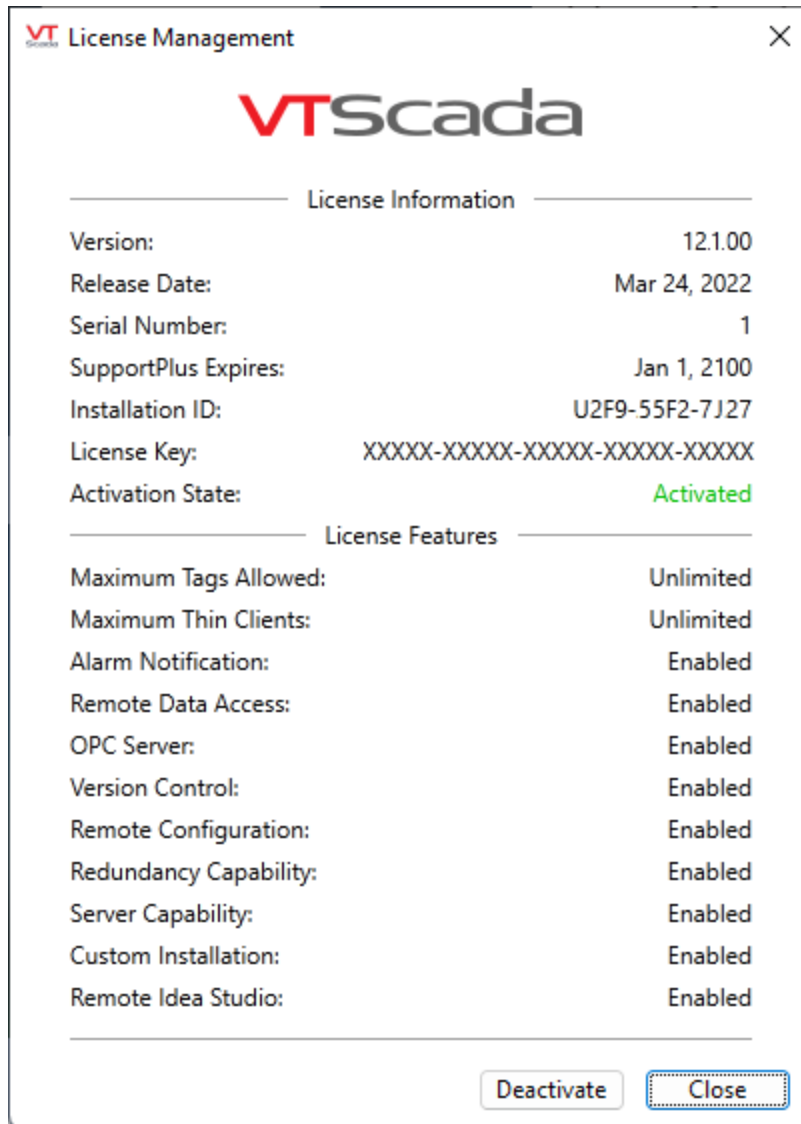 VT Scada License Management
VTScada
License Information
Version: 12.1.00
Release Date: Mar 24, 2022
Serial Number: 1
SupportPlus Expires: Jan 1, 2100
Installation ID: U2F9-55F2-7J27
License Key: XXXXX-XXXXX-XXXXX-XXXXX-XXXXX
Activation State: Activated
License Features
Maximum Tags Allowed: Unlimited
Maximum Thin Clients: Unlimited
Alarm Notification: Enabled
Remote Data Access: Enabled
OPC Server: Enabled
Version Control: Enabled
Remote Configuration: Enabled
Redundancy Capability: Enabled
Server Capability: Enabled
Custom Installation: Enabled
Remote Idea Studio: Enabled
Deactivate Close